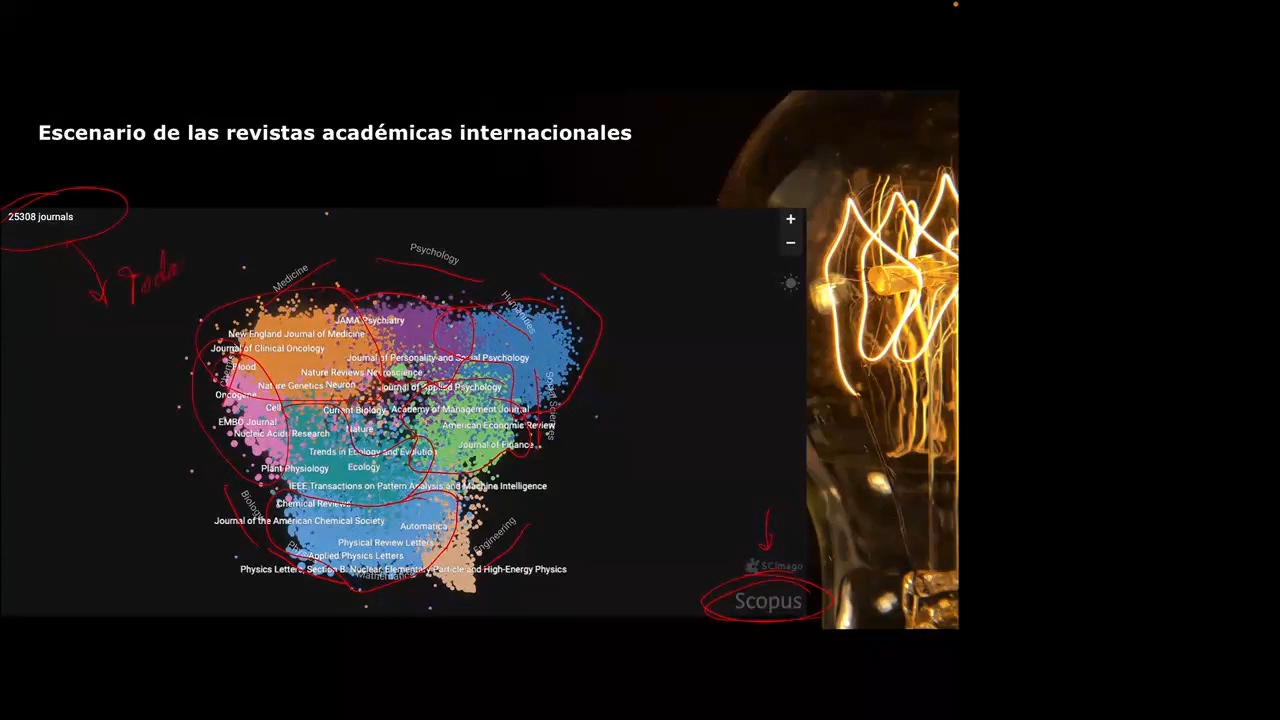 Escenario de las revistas académicas internacionales
25308 journals
+
−
Toda
Psychology
Medicine
Humanities
JAMA Psychiatry
New England Journal of Medicine
Journal of Clinical Oncology
Journal of Personality and Social Psychology
Blood
Nature Reviews Neuroscience
Nature Genetics
Neuron
Journal of Applied Psychology
Oncogene
Social Sciences
Cell
Current Biology
Academy of Management Journal
EMBO Journal
American Economic Review
Nucleic Acids Research
Nature
Journal of Finance
Trends in Ecology and Evolution
Plant Physiology
Ecology
IEEE Transactions on Pattern Analysis and Machine Intelligence
Biology
Chemical Reviews
Journal of the American Chemical Society
Automatica
Engineering
Physical Review Letters
Applied Physics Letters
Physics Letters, Section B: Nuclear, Elementary Particle and High-Energy Physics
Mathematics
SCImago
Scopus